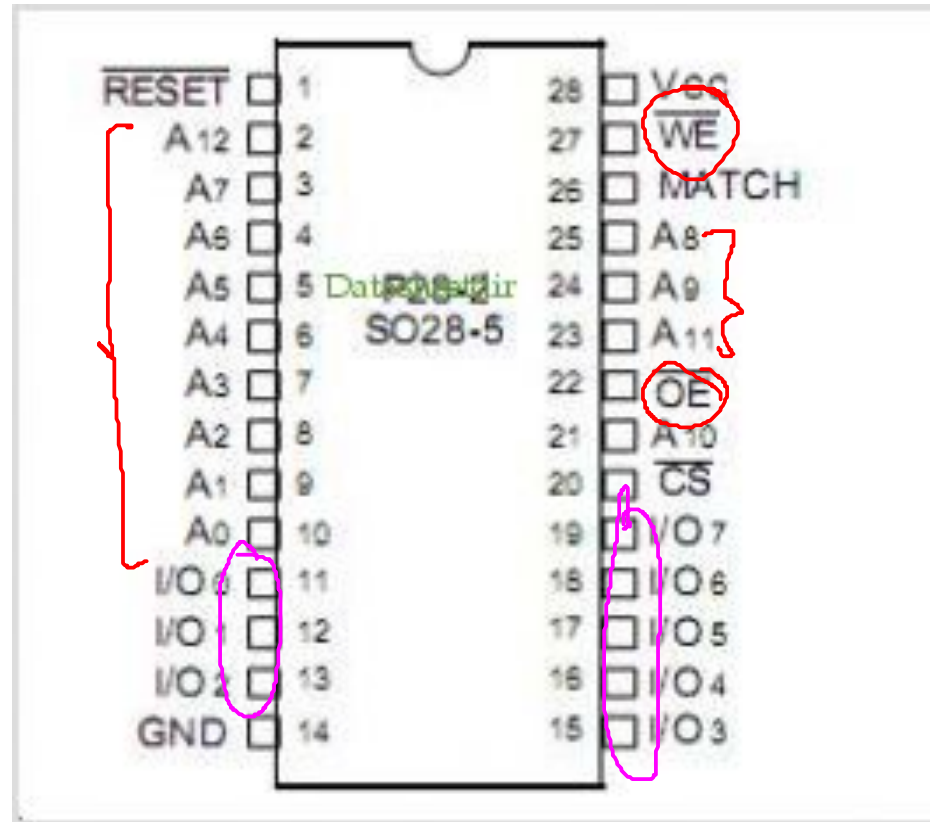 RESET 1 28 VCC
A12 2 27 WE
A7 3 26 MATCH
A6 4 25 A8
A5 5 24 A9
A4 6 SO28-5 23 A11
A3 7 22 OE
A2 8 21 A10
A1 9 20 CS
A0 10 19 I/O7
I/O0 11 18 I/O6
I/O1 12 17 I/O5
I/O2 13 16 I/O4
GND 14 15 I/O3